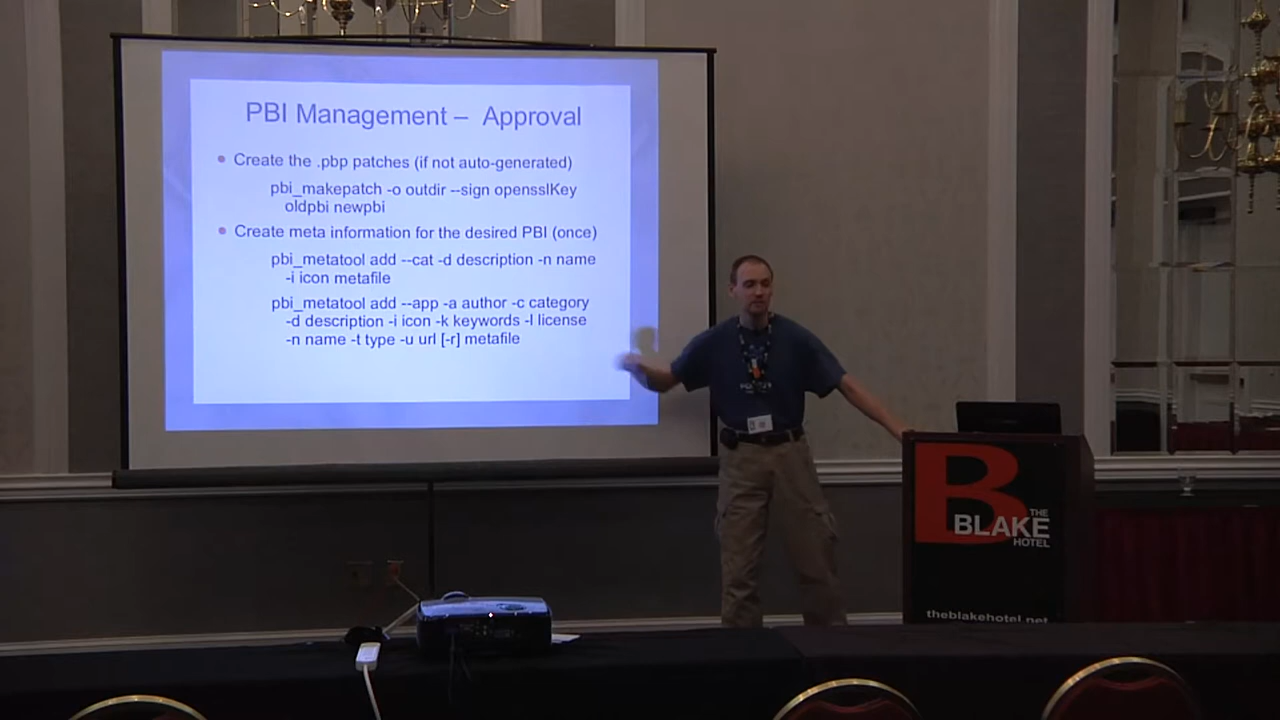 PBI Management – Approval
Create the .pbp patches (if not auto-generated)
pbi_makepatch -o outdir --sign opensslKey
oldpbi newpbi
Create meta information for the desired PBI (once)
pbi_metatool add --cat -d description -n name
-i icon metafile
pbi_metatool add --app -a author -c category
-d description -i icon -k keywords -l license
-n name -t type -u url [-r] metafile
B
THE
BLAKE
HOTEL
theblakehotel.net